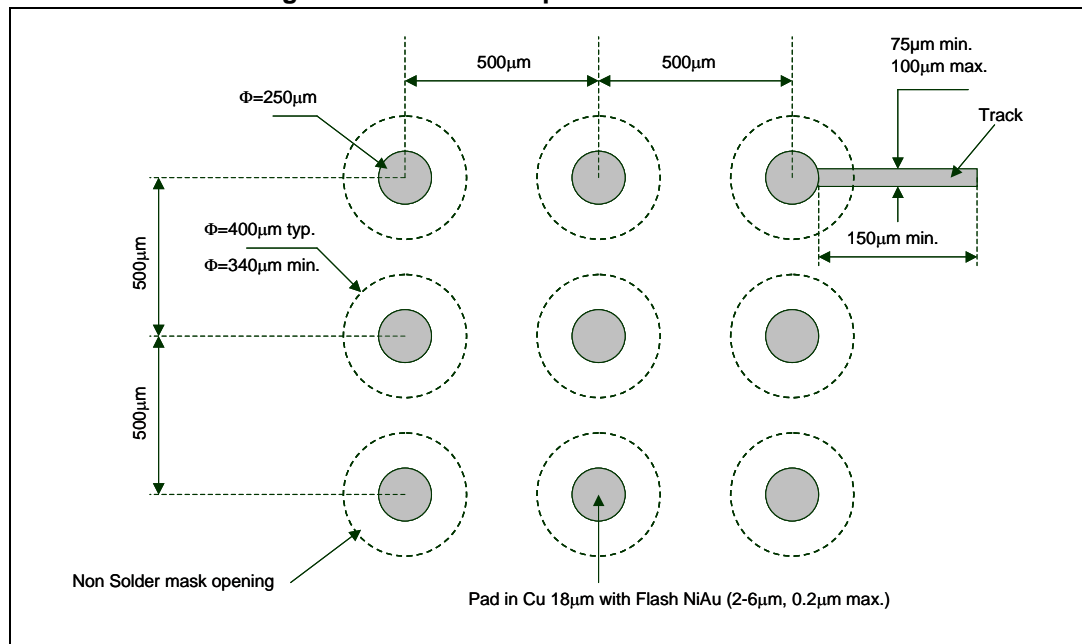 500µm
500µm
75µm min.
100µm max.
Φ=250µm
Track
Φ=400µm typ.
Φ=340µm min.
150µm min.
500µm
500µm
Non Solder mask opening
Pad in Cu 18µm with Flash NiAu (2-6µm, 0.2µm max.)